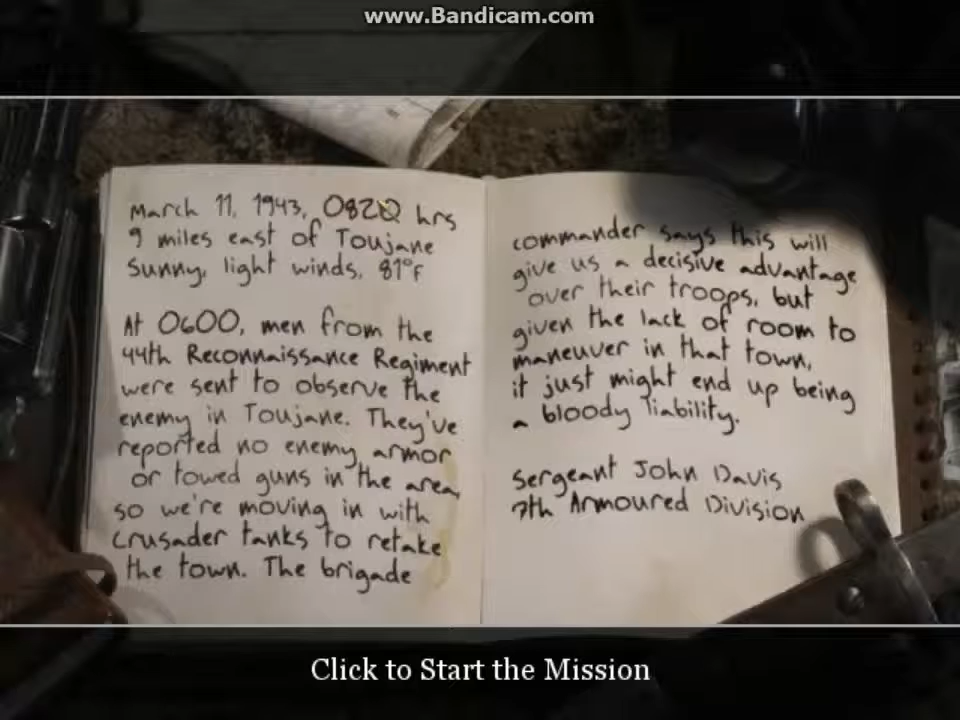 www.Bandicam.com
March 11, 1943, 0820 hrs
9 miles east of Toujane
Sunny, light winds, 81°F
At 0600, men from the
44th Reconnaissance Regiment
were sent to observe the
enemy in Toujane. They've
reported no enemy armor
or towed guns in the area,
so we're moving in with
Crusader tanks to retake
the town. The brigade
commander says this will
give us a decisive advantage
over their troops, but
given the lack of room to
maneuver in that town,
it just might end up being
a bloody liability.
Sergeant John Davis
7th Armoured Division
Click to Start the Mission